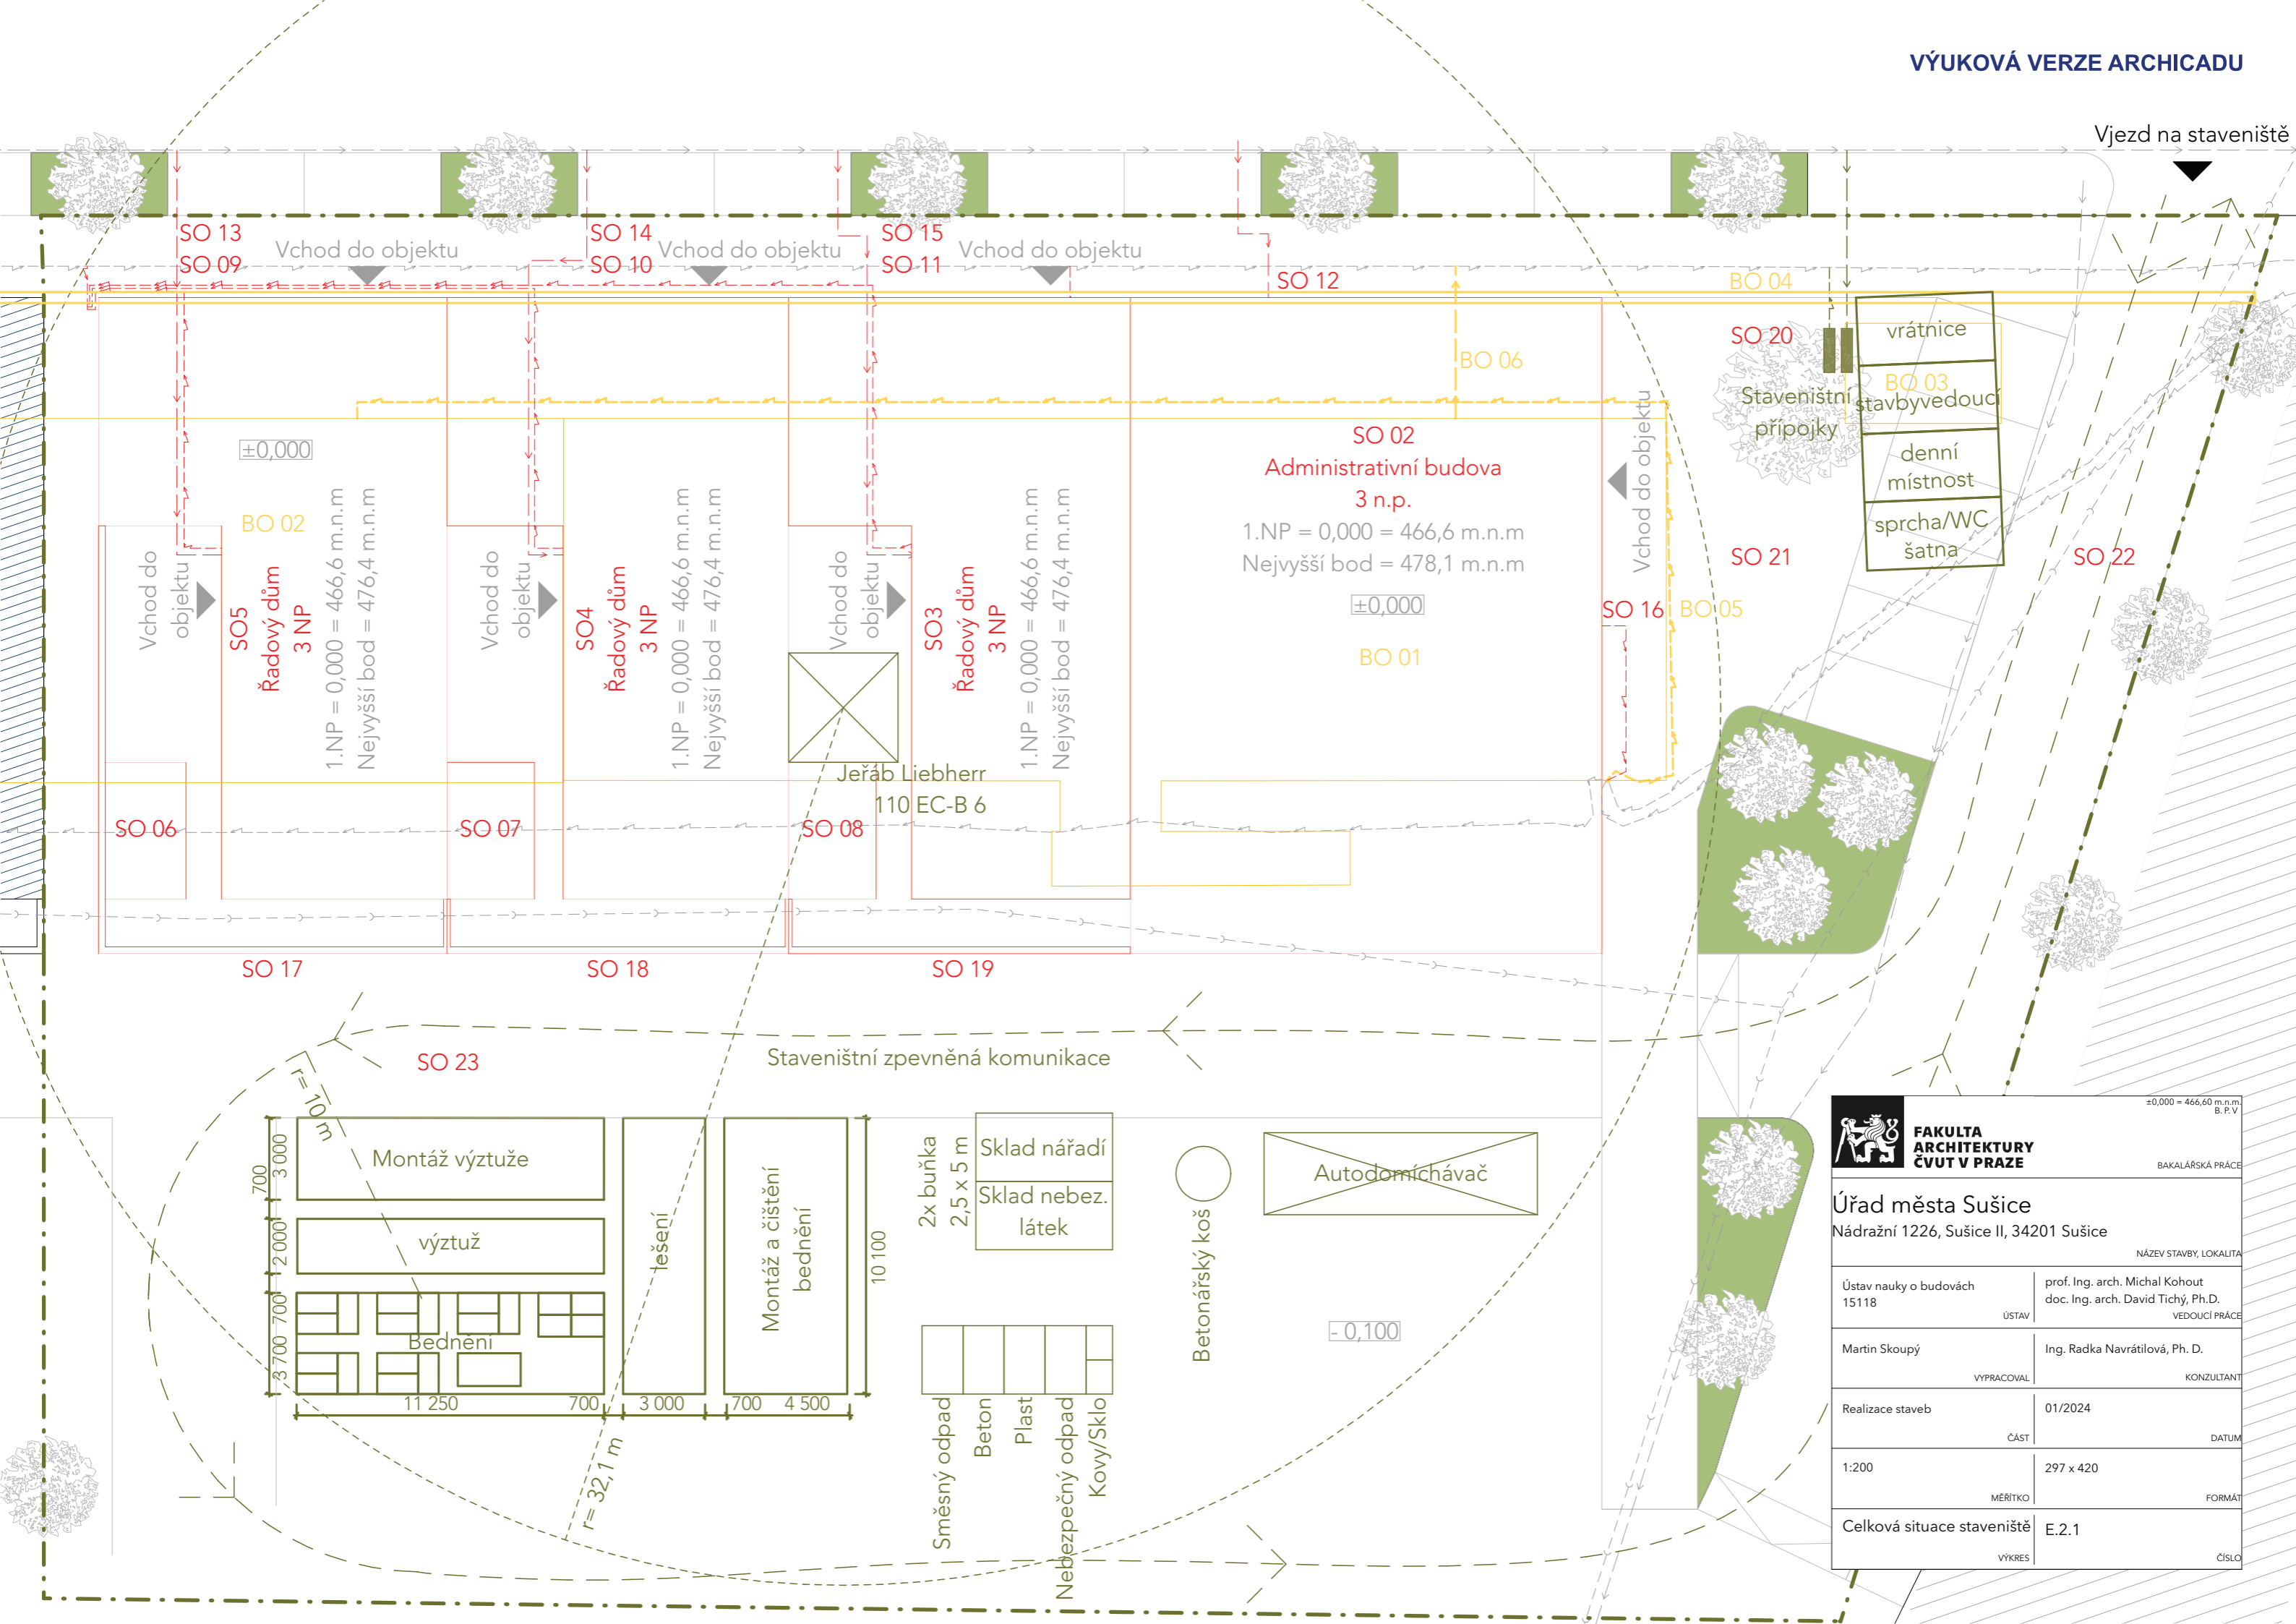 VÝUKOVÁ VERZE ARCHICADU
Vjezd na staveniště
SO 13
SO 09
Vchod do objektu
SO 14
SO 10
Vchod do objektu
SO 15
SO 11
Vchod do objektu
SO 12
BO 04
SO 20
BO 06
vrátnice
BO 03
stavbyvedoucí
denní
místnost
sprcha/WC
šatna
Staveništní
přípojky
±0,000
BO 02
Vchod do
objektu
SO5
Řadový dům
3 NP
1.NP = 0,000 = 466,6 m.n.m
Nejvyšší bod = 476,4 m.n.m
Vchod do
objektu
SO4
Řadový dům
3 NP
1.NP = 0,000 = 466,6 m.n.m
Nejvyšší bod = 476,4 m.n.m
Vchod do
objektu
SO3
Řadový dům
3 NP
1.NP = 0,000 = 466,6 m.n.m
Nejvyšší bod = 476,4 m.n.m
SO 02
Administrativní budova
3 n.p.
1.NP = 0,000 = 466,6 m.n.m
Nejvyšší bod = 478,1 m.n.m
±0,000
BO 01
Vchod do objektu
SO 16
BO 05
SO 21
SO 22
Jeřáb Liebherr
110 EC-B 6
SO 06
SO 07
SO 08
SO 17
SO 18
SO 19
SO 23
Staveništní zpevněná komunikace
r= 10 m
Montáž výztuže
výztuž
Bednění
lešení
Montáž a čištění
bednění
700
3 000
2 000
700
3 700
11 250
700
3 000
700
4 500
10 100
r= 32,1 m
2x buňka
2,5 x 5 m
Sklad nářadí
Sklad nebez.
látek
Betonářský koš
Autodomíchávač
- 0,100
Směsný odpad
Beton
Plast
Nebezpečný odpad
Kovy/Sklo
±0,000 = 466,60 m.n.m.
B. P. V
FAKULTA
ARCHITEKTURY
ČVUT V PRAZE
BAKALÁŘSKÁ PRÁCE
Úřad města Sušice
Nádražní 1226, Sušice II, 34201 Sušice
NÁZEV STAVBY, LOKALITA
Ústav nauky o budovách
15118
ÚSTAV
prof. Ing. arch. Michal Kohout
doc. Ing. arch. David Tichý, Ph.D.
VEDOUCÍ PRÁCE
Martin Skoupý
VYPRACOVAL
Ing. Radka Navrátilová, Ph. D.
KONZULTANT
Realizace staveb
ČÁST
01/2024
DATUM
1:200
MĚŘÍTKO
297 x 420
FORMÁT
Celková situace staveniště
VÝKRES
E.2.1
ČÍSLO